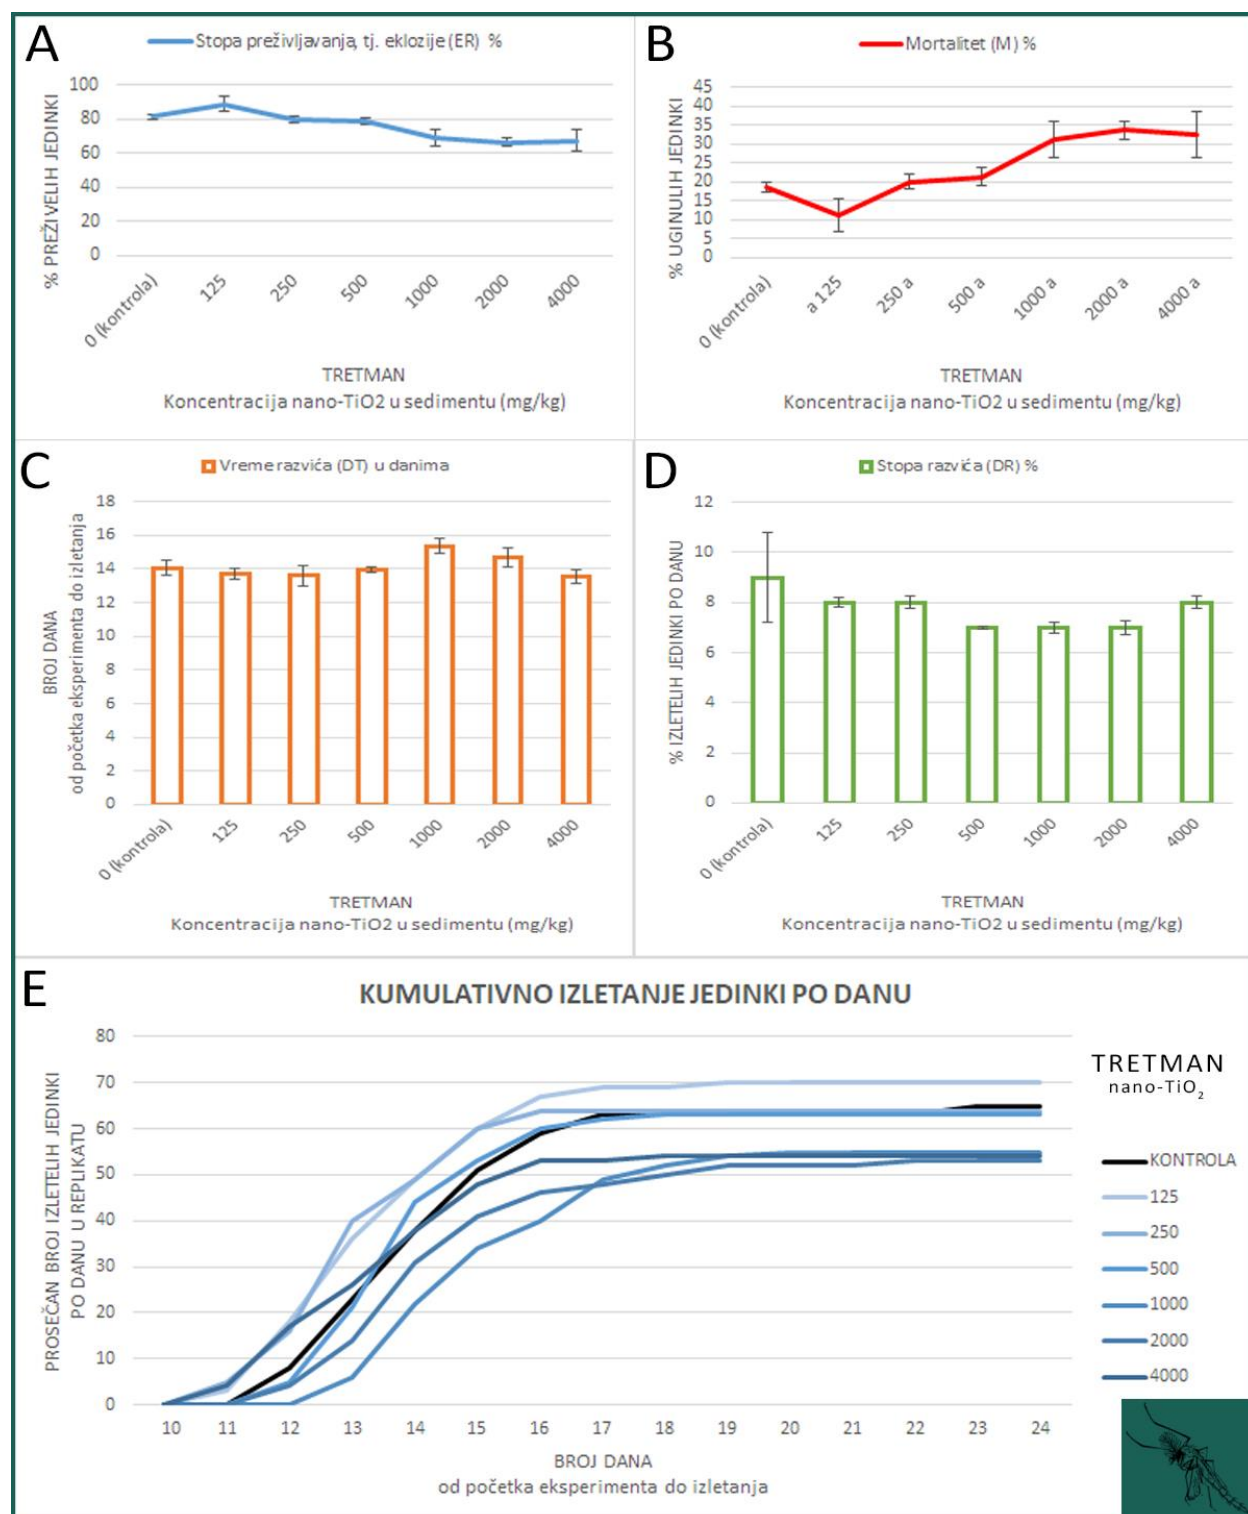 A
Stopa preživljavanja, tj. eklozije (ER) %
% PREŽIVELIH JEDINKI
100
80
60
40
20
0
0 (kontrola)
125
250
500
1000
2000
4000
TRETMAN
Koncentracija nano-TiO2 u sedimentu (mg/kg)
B
Mortalitet (M) %
% UGINULIH JEDINKI
45
40
35
30
25
20
15
10
5
0
0 (kontrola)
a 125
250 a
500 a
1000 a
2000 a
4000 a
TRETMAN
Koncentracija nano-TiO2 u sedimentu (mg/kg)
C
Vreme razvića (DT) u danima
BROJ DANA
od početka eksperimenta do izletanja
18
16
14
12
10
8
6
4
2
0
0 (kontrola)
125
250
500
1000
2000
4000
TRETMAN
Koncentracija nano-TiO2 u sedimentu (mg/kg)
D
Stopa razvića (DR) %
% IZLETELIH JEDINKI PO DANU
12
10
8
6
4
2
0
0 (kontrola)
125
250
500
1000
2000
4000
TRETMAN
Koncentracija nano-TiO2 u sedimentu (mg/kg)
E
KUMULATIVNO IZLETANJE JEDINKI PO DANU
PROSEČAN BROJ IZLETELIH JEDINKI
PO DANU U REPLIKATU
80
70
60
50
40
30
20
10
0
10 11 12 13 14 15 16 17 18 19 20 21 22 23 24
BROJ DANA
od početka eksperimenta do izletanja
TRETMAN
nano-TiO2
KONTROLA
125
250
500
1000
2000
4000